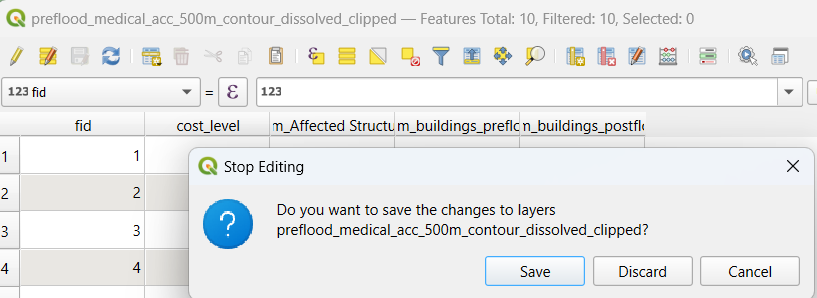 preflood_medical_acc_500m_contour_dissolved_clipped — Features Total: 10, Filtered: 10, Selected: 0
123 fid = ε 123
fid cost_level m_Affected Structu m_buildings_preflo m_buildings_postflo
1 1
2 2
3 3
4 4
Stop Editing
Do you want to save the changes to layers
preflood_medical_acc_500m_contour_dissolved_clipped?
Save Discard Cancel